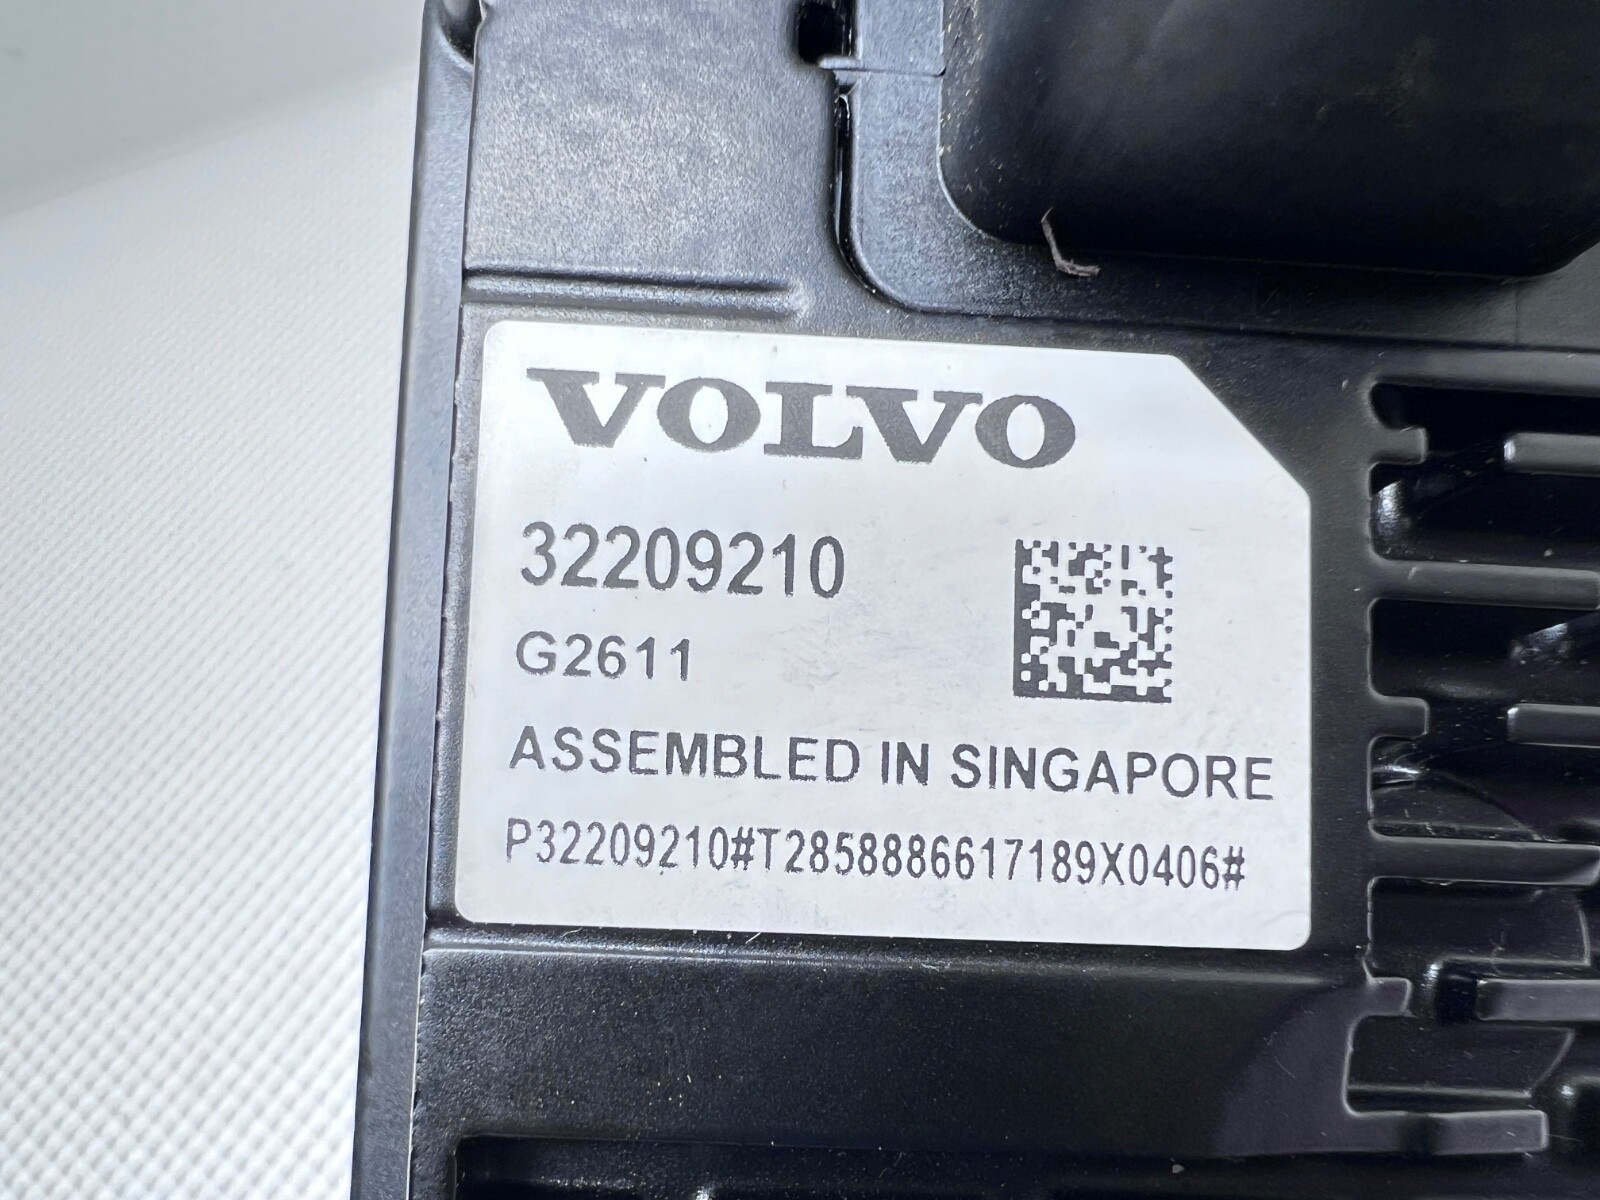 VOLVO
32209210
G2611
ASSEMBLED IN SINGAPORE
P32209210#T2858886617189X0406#